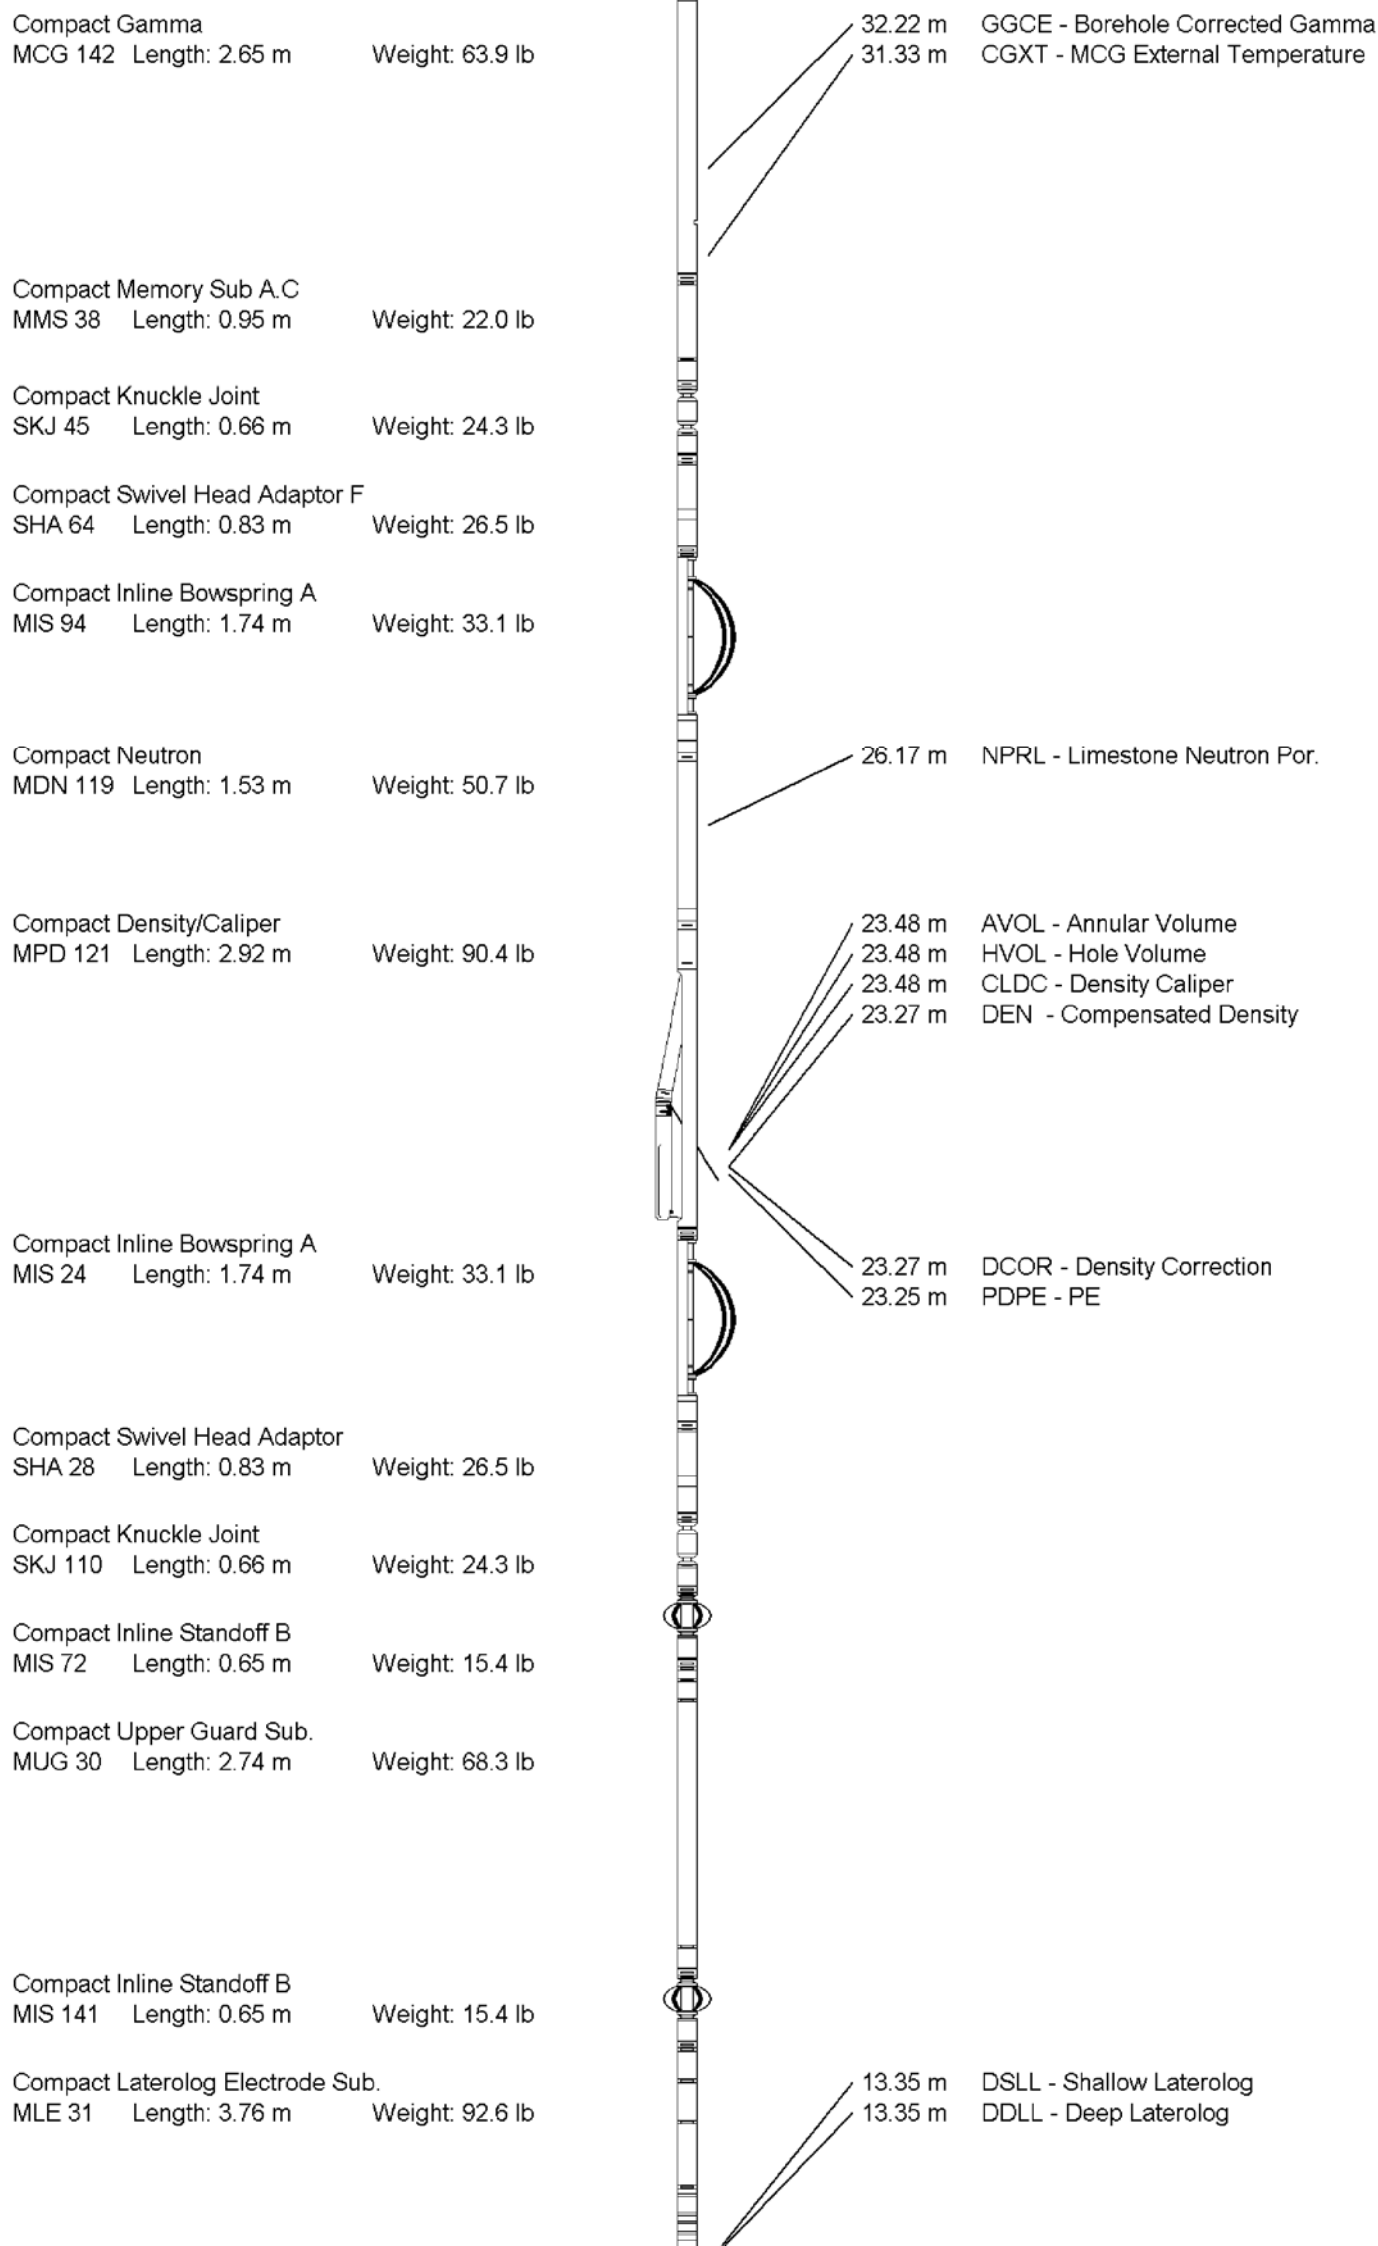 Compact Gamma
MCG 142 Length: 2.65 m Weight: 63.9 lb
32.22 m GGCE - Borehole Corrected Gamma
31.33 m CGXT - MCG External Temperature
Compact Memory Sub A.C
MMS 38 Length: 0.95 m Weight: 22.0 lb
Compact Knuckle Joint
SKJ 45 Length: 0.66 m Weight: 24.3 lb
Compact Swivel Head Adaptor F
SHA 64 Length: 0.83 m Weight: 26.5 lb
Compact Inline Bowspring A
MIS 94 Length: 1.74 m Weight: 33.1 lb
Compact Neutron
MDN 119 Length: 1.53 m Weight: 50.7 lb
26.17 m NPRL - Limestone Neutron Por.
Compact Density/Caliper
MPD 121 Length: 2.92 m Weight: 90.4 lb
23.48 m AVOL - Annular Volume
23.48 m HVOL - Hole Volume
23.48 m CLDC - Density Caliper
23.27 m DEN - Compensated Density
Compact Inline Bowspring A
MIS 24 Length: 1.74 m Weight: 33.1 lb
23.27 m DCOR - Density Correction
23.25 m PDPE - PE
Compact Swivel Head Adaptor
SHA 28 Length: 0.83 m Weight: 26.5 lb
Compact Knuckle Joint
SKJ 110 Length: 0.66 m Weight: 24.3 lb
Compact Inline Standoff B
MIS 72 Length: 0.65 m Weight: 15.4 lb
Compact Upper Guard Sub.
MUG 30 Length: 2.74 m Weight: 68.3 lb
Compact Inline Standoff B
MIS 141 Length: 0.65 m Weight: 15.4 lb
Compact Laterolog Electrode Sub.
MLE 31 Length: 3.76 m Weight: 92.6 lb
13.35 m DSLL - Shallow Laterolog
13.35 m DDLL - Deep Laterolog